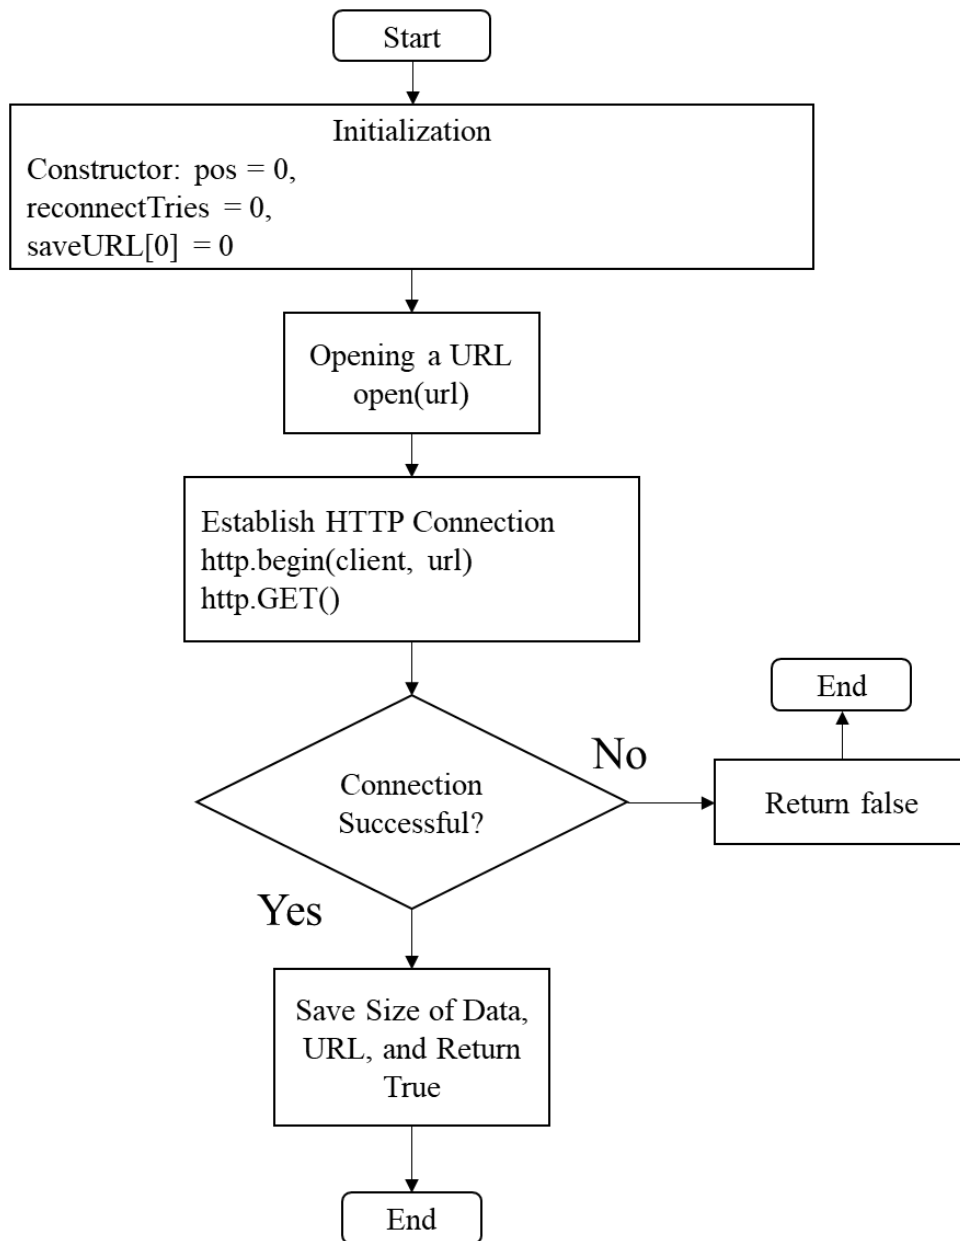 Start
Initialization
Constructor: pos = 0,
reconnectTries = 0,
saveURL[0] = 0
Opening a URL
open(url)
Establish HTTP Connection
http.begin(client, url)
http.GET()
Connection
Successful?
No
Return false
End
Yes
Save Size of Data,
URL, and Return
True
End